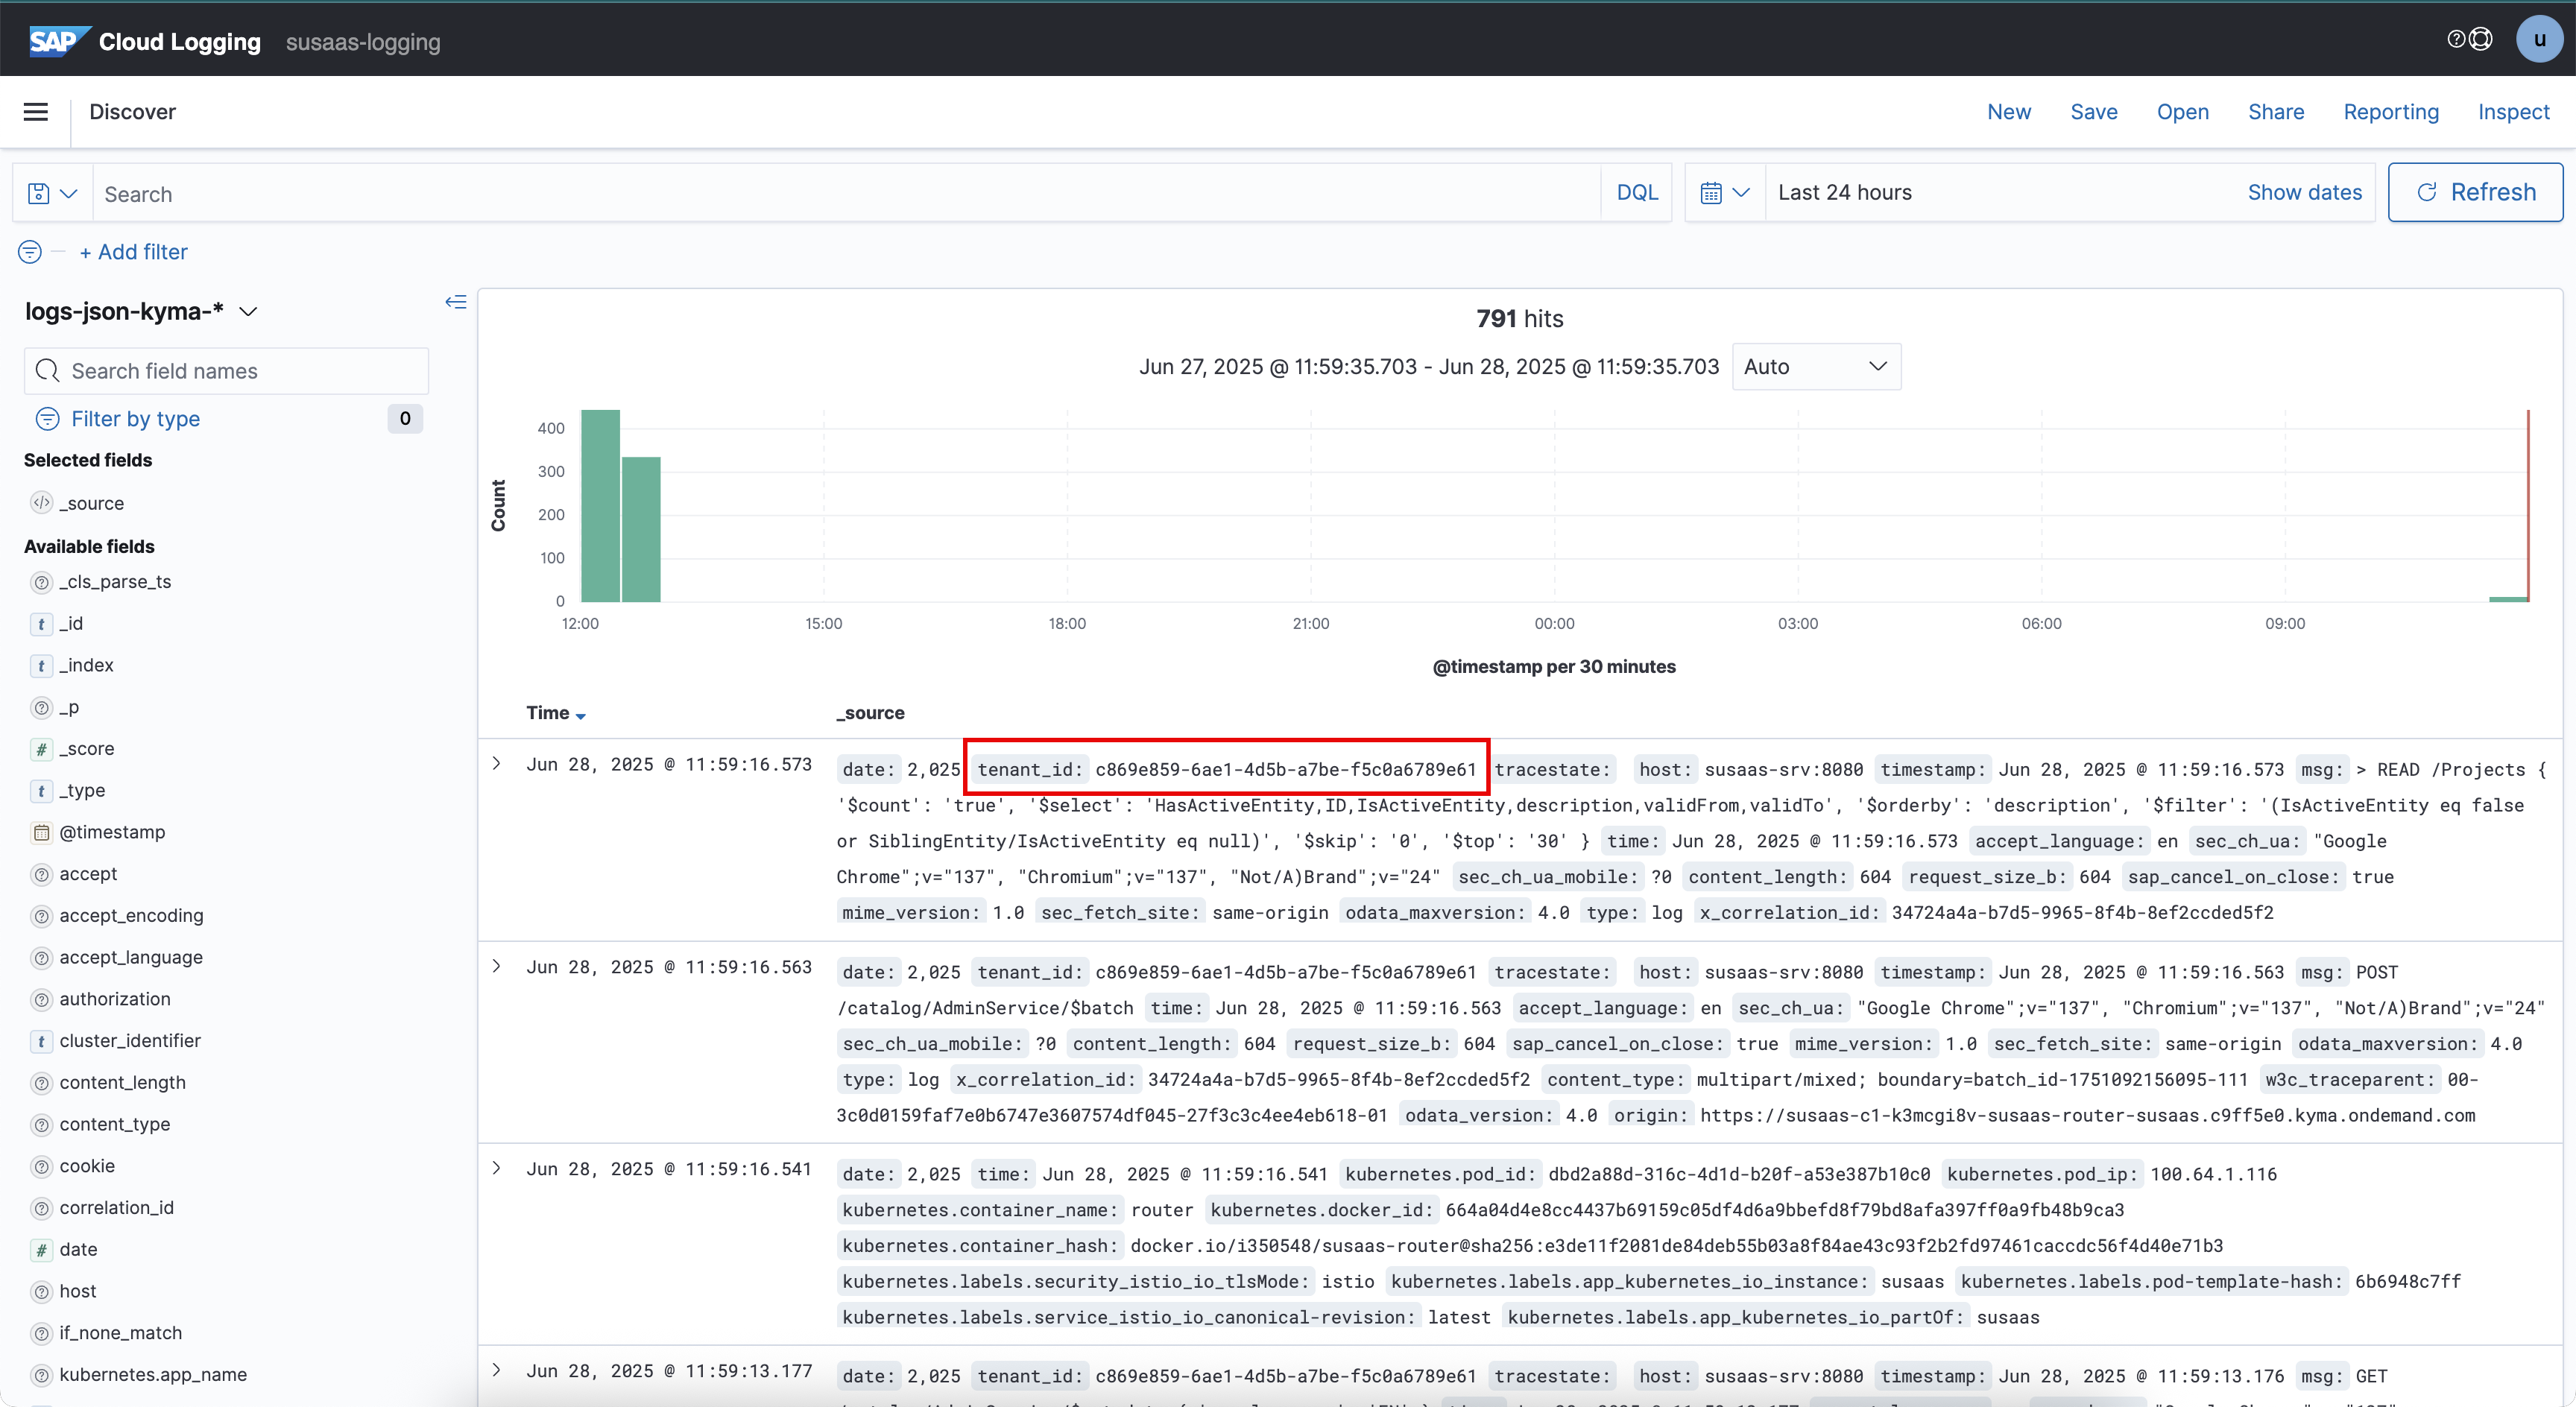 SAP Cloud Logging susaas-logging u
Discover New Save Open Share Reporting Inspect
Search DQL Last 24 hours Show dates Refresh
+ Add filter
logs-json-kyma-*
Search field names
Filter by type 0
Selected fields
_source
Available fields
_cls_parse_ts
_id
_index
_p
_score
_type
@timestamp
accept
accept_encoding
accept_language
authorization
cluster_identifier
content_length
content_type
cookie
correlation_id
date
host
if_none_match
kubernetes.app_name
791 hits
Jun 27, 2025 @ 11:59:35.703 - Jun 28, 2025 @ 11:59:35.703 Auto
Count
400
300
200
100
0
12:00 15:00 18:00 21:00 00:00 03:00 06:00 09:00
@timestamp per 30 minutes
Time _source
Jun 28, 2025 @ 11:59:16.573 date: 2,025 tenant_id: c869e859-6ae1-4d5b-a7be-f5c0a6789e61 tracestate: host: susaas-srv:8080 timestamp: Jun 28, 2025 @ 11:59:16.573 msg: > READ /Projects {
'$count': 'true', '$select': 'HasActiveEntity,ID,IsActiveEntity,description,validFrom,validTo', '$orderby': 'description', '$filter': '(IsActiveEntity eq false
or SiblingEntity/IsActiveEntity eq null)', '$skip': '0', '$top': '30' } time: Jun 28, 2025 @ 11:59:16.573 accept_language: en sec_ch_ua: "Google
Chrome";v="137", "Chromium";v="137", "Not/A)Brand";v="24" sec_ch_ua_mobile: ?0 content_length: 604 request_size_b: 604 sap_cancel_on_close: true
mime_version: 1.0 sec_fetch_site: same-origin odata_maxversion: 4.0 type: log x_correlation_id: 34724a4a-b7d5-9965-8f4b-8ef2ccded5f2
Jun 28, 2025 @ 11:59:16.563 date: 2,025 tenant_id: c869e859-6ae1-4d5b-a7be-f5c0a6789e61 tracestate: host: susaas-srv:8080 timestamp: Jun 28, 2025 @ 11:59:16.563 msg: POST
/catalog/AdminService/$batch time: Jun 28, 2025 @ 11:59:16.563 accept_language: en sec_ch_ua: "Google Chrome";v="137", "Chromium";v="137", "Not/A)Brand";v="24"
sec_ch_ua_mobile: ?0 content_length: 604 request_size_b: 604 sap_cancel_on_close: true mime_version: 1.0 sec_fetch_site: same-origin odata_maxversion: 4.0
type: log x_correlation_id: 34724a4a-b7d5-9965-8f4b-8ef2ccded5f2 content_type: multipart/mixed; boundary=batch_id-1751092156095-111 w3c_traceparent: 00-
3c0d0159faf7e0b6747e3607574df045-27f3c3c4ee4eb618-01 odata_version: 4.0 origin: https://susaas-c1-k3mcgi8v-susaas-router-susaas.c9ff5e0.kyma.ondemand.com
Jun 28, 2025 @ 11:59:16.541 date: 2,025 time: Jun 28, 2025 @ 11:59:16.541 kubernetes.pod_id: dbd2a88d-316c-4d1d-b20f-a53e387b10c0 kubernetes.pod_ip: 100.64.1.116
kubernetes.container_name: router kubernetes.docker_id: 664a04d4e8cc4437b69159c05df4d6a9bbefd8f79bd8afa397ff0a9fb48b9ca3
kubernetes.container_hash: docker.io/i350548/susaas-router@sha256:e3de11f2081de84deb55b03a8f84ae43c93f2b2fd97461caccdc56f4d40e71b3
kubernetes.labels.security_istio_io_tlsMode: istio kubernetes.labels.app_kubernetes_io_instance: susaas kubernetes.labels.pod-template-hash: 6b6948c7ff
kubernetes.labels.service_istio_io_canonical-revision: latest kubernetes.labels.app_kubernetes_io_partOf: susaas
Jun 28, 2025 @ 11:59:13.177 date: 2,025 tenant_id: c869e859-6ae1-4d5b-a7be-f5c0a6789e61 tracestate: host: susaas-srv:8080 timestamp: Jun 28, 2025 @ 11:59:13.176 msg: GET